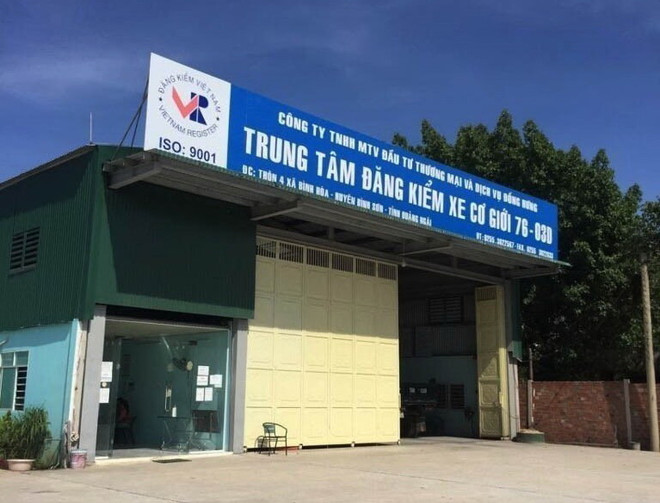 ĐĂNG KIỂM VIỆT NAM
VR
VIETNAM REGISTER
ISO: 9001
CÔNG TY TNHH MTV ĐẦU TƯ THƯƠNG MẠI VÀ DỊCH VỤ ĐỒNG HƯNG
TRUNG TÂM ĐĂNG KIỂM XE CƠ GIỚI 76 - 03D
ĐC: THÔN 4 XÃ BÌNH HÒA - HUYỆN BÌNH SƠN - TỈNH QUẢNG NGÃI